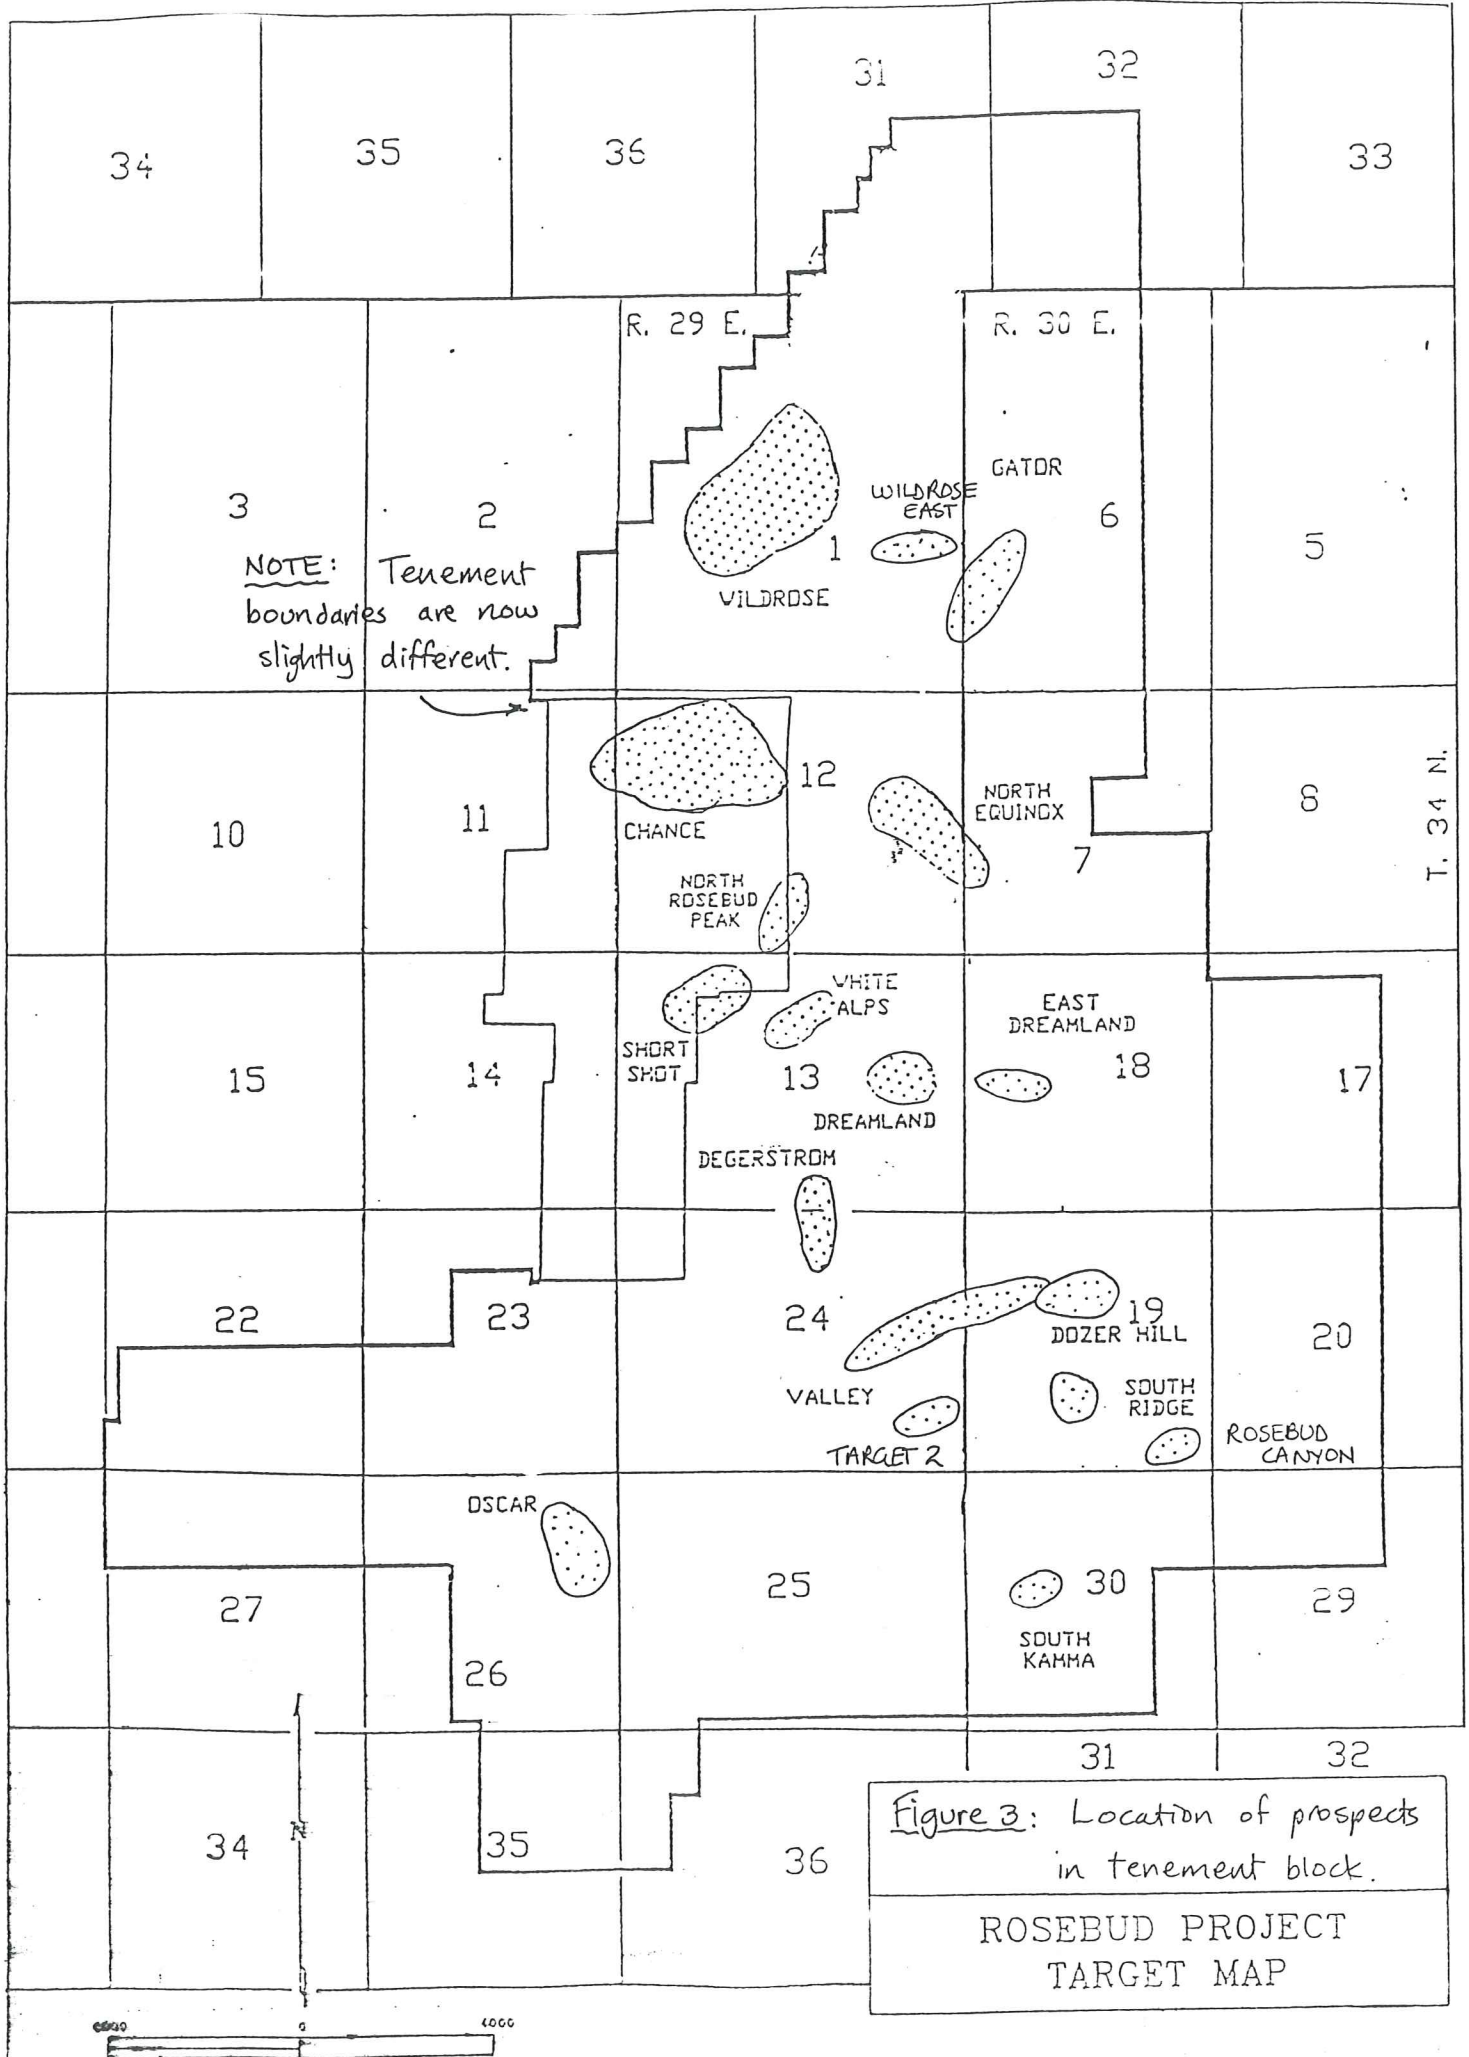 31
32
34
35
36
33
R. 29 E.
R. 30 E.
GATOR
WILDROSE
EAST
3
2
1
6
5
NOTE: Tenement
boundaries are now
slightly different.
WILDROSE
T. 34 N.
10
11
12
NORTH
EQUINOX
7
8
CHANCE
NORTH
ROSEBUD
PEAK
WHITE
ALPS
EAST
DREAMLAND
SHORT
SHOT
15
14
13
18
17
DREAMLAND
DEGERSTROM
22
23
24
19
20
DOZER HILL
VALLEY
SOUTH
RIDGE
TARGET 2
ROSEBUD
CANYON
OSCAR
27
26
25
30
29
SOUTH
KAMMA
31
32
34
N
35
36
Figure 3: Location of prospects
in tenement block.
ROSEBUD PROJECT
TARGET MAP
0